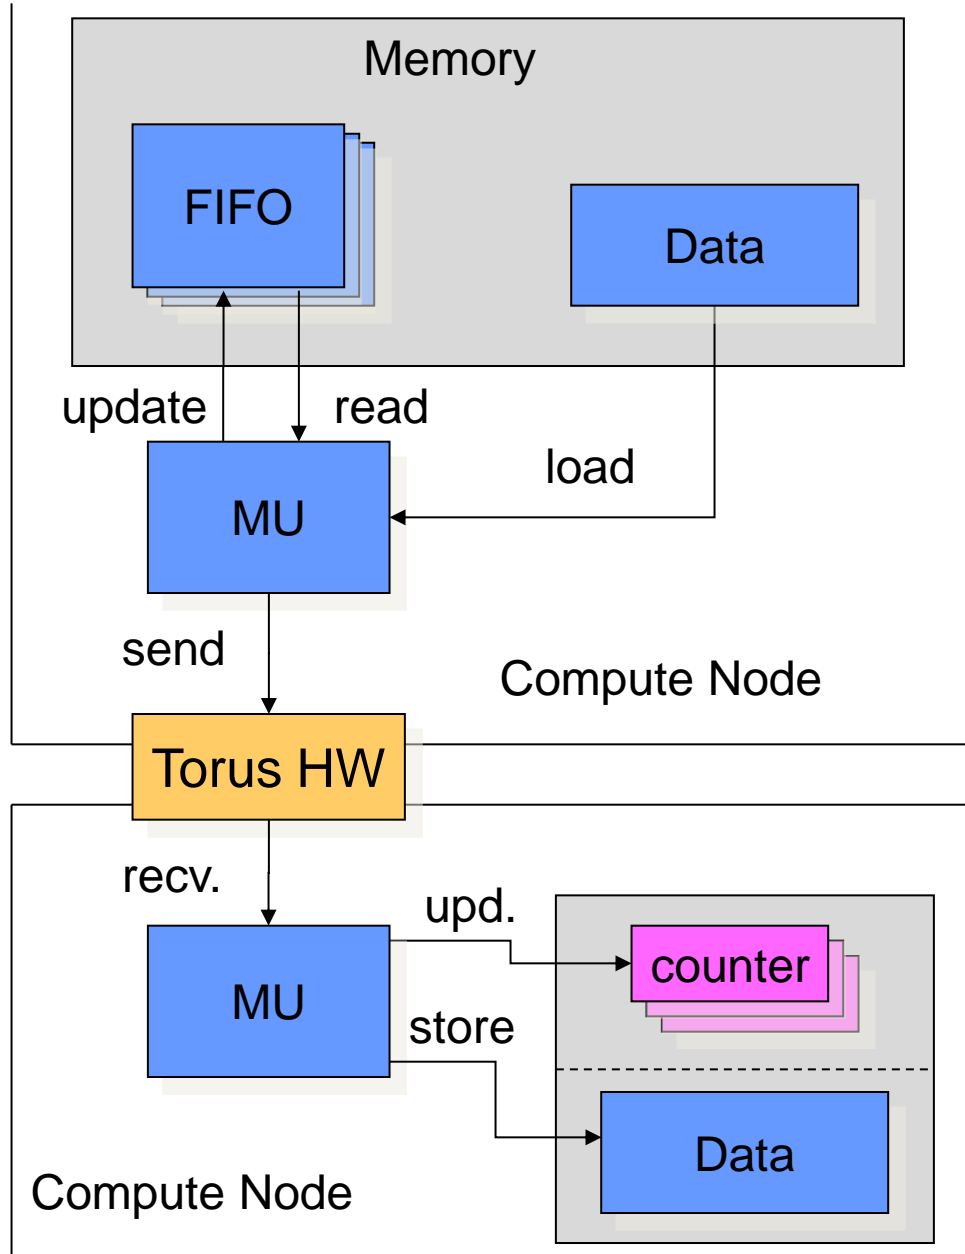 Memory
FIFO
Data
update
read
load
MU
send
Compute Node
Torus HW
recv.
upd.
counter
MU
store
Data
Compute Node